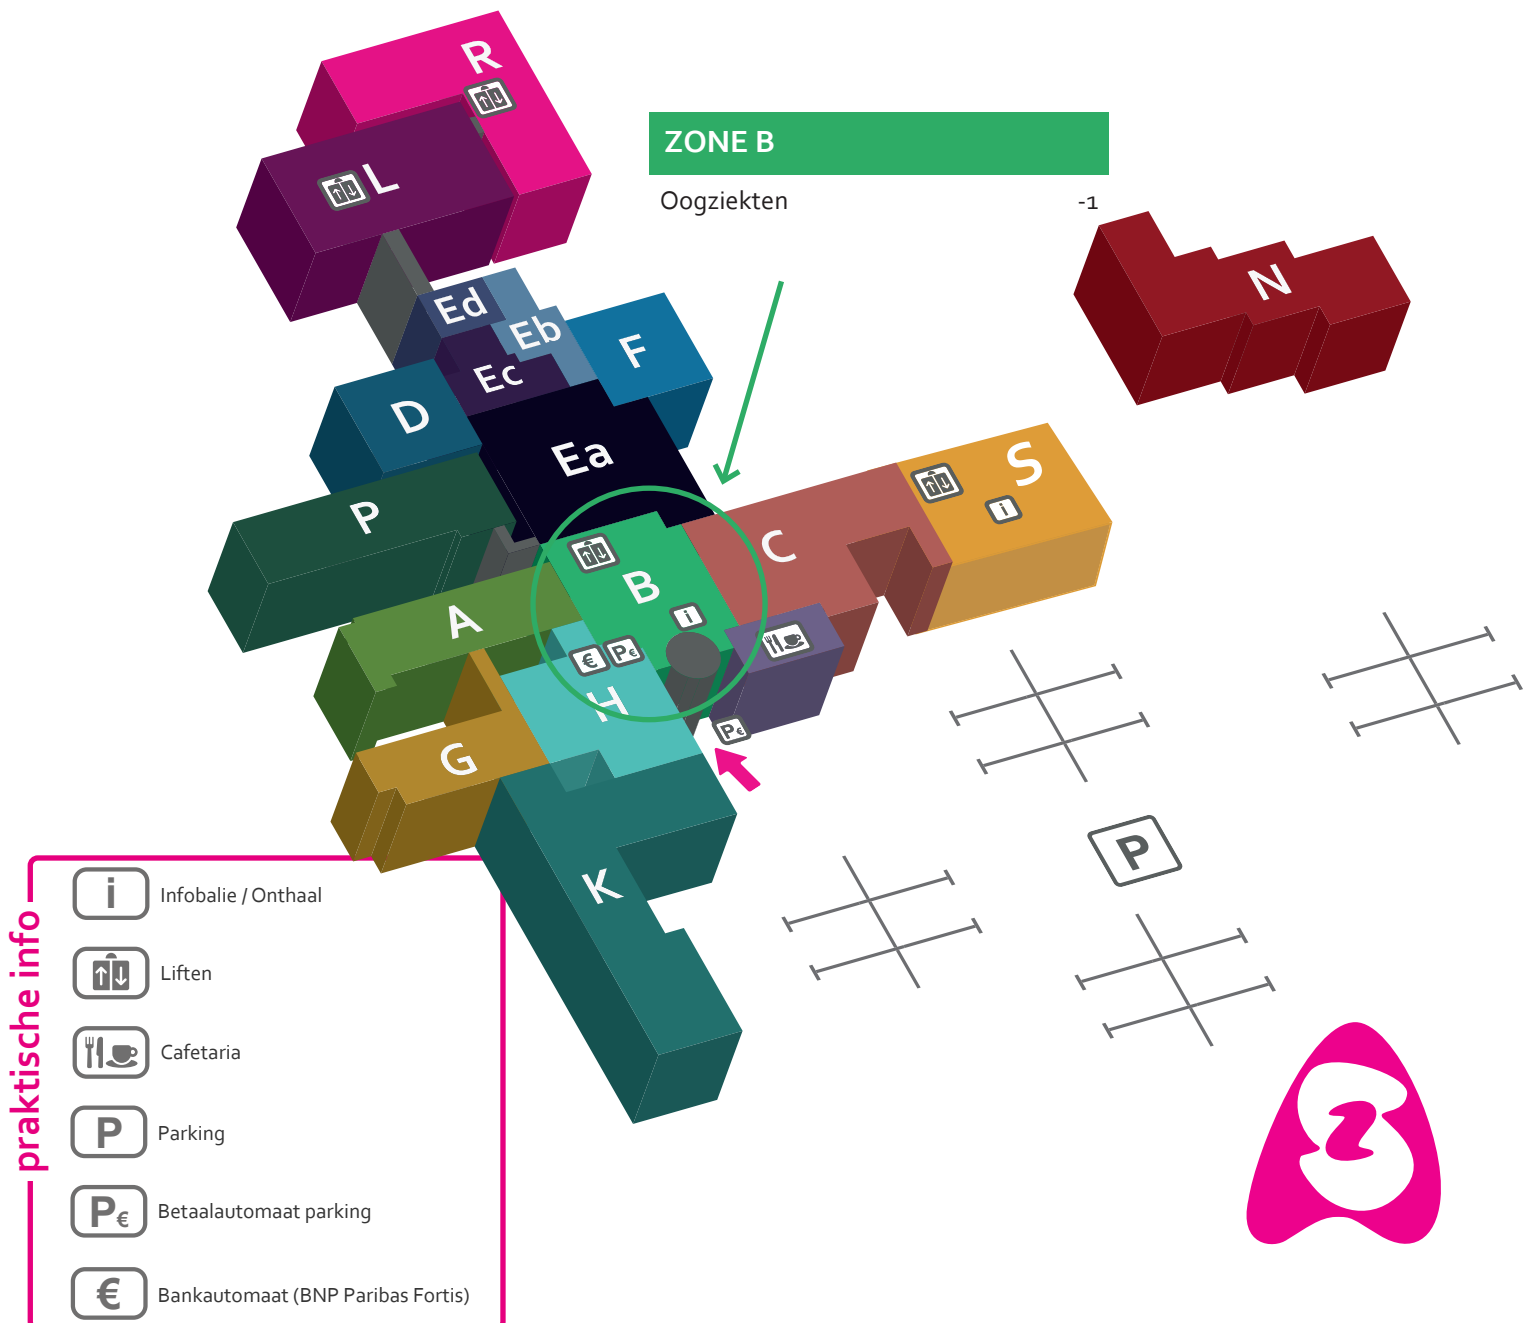 R
L
ZONE B
Oogziekten -1
N
Ed
Eb
F
Ec
D
Ea
S
P
i
C
B
i
A
€ P€
H
P€
G
P
K
praktische info
i Infobalie / Onthaal
Liften
Cafetaria
P Parking
P€ Betaalautomaat parking
€ Bankautomaat (BNP Paribas Fortis)